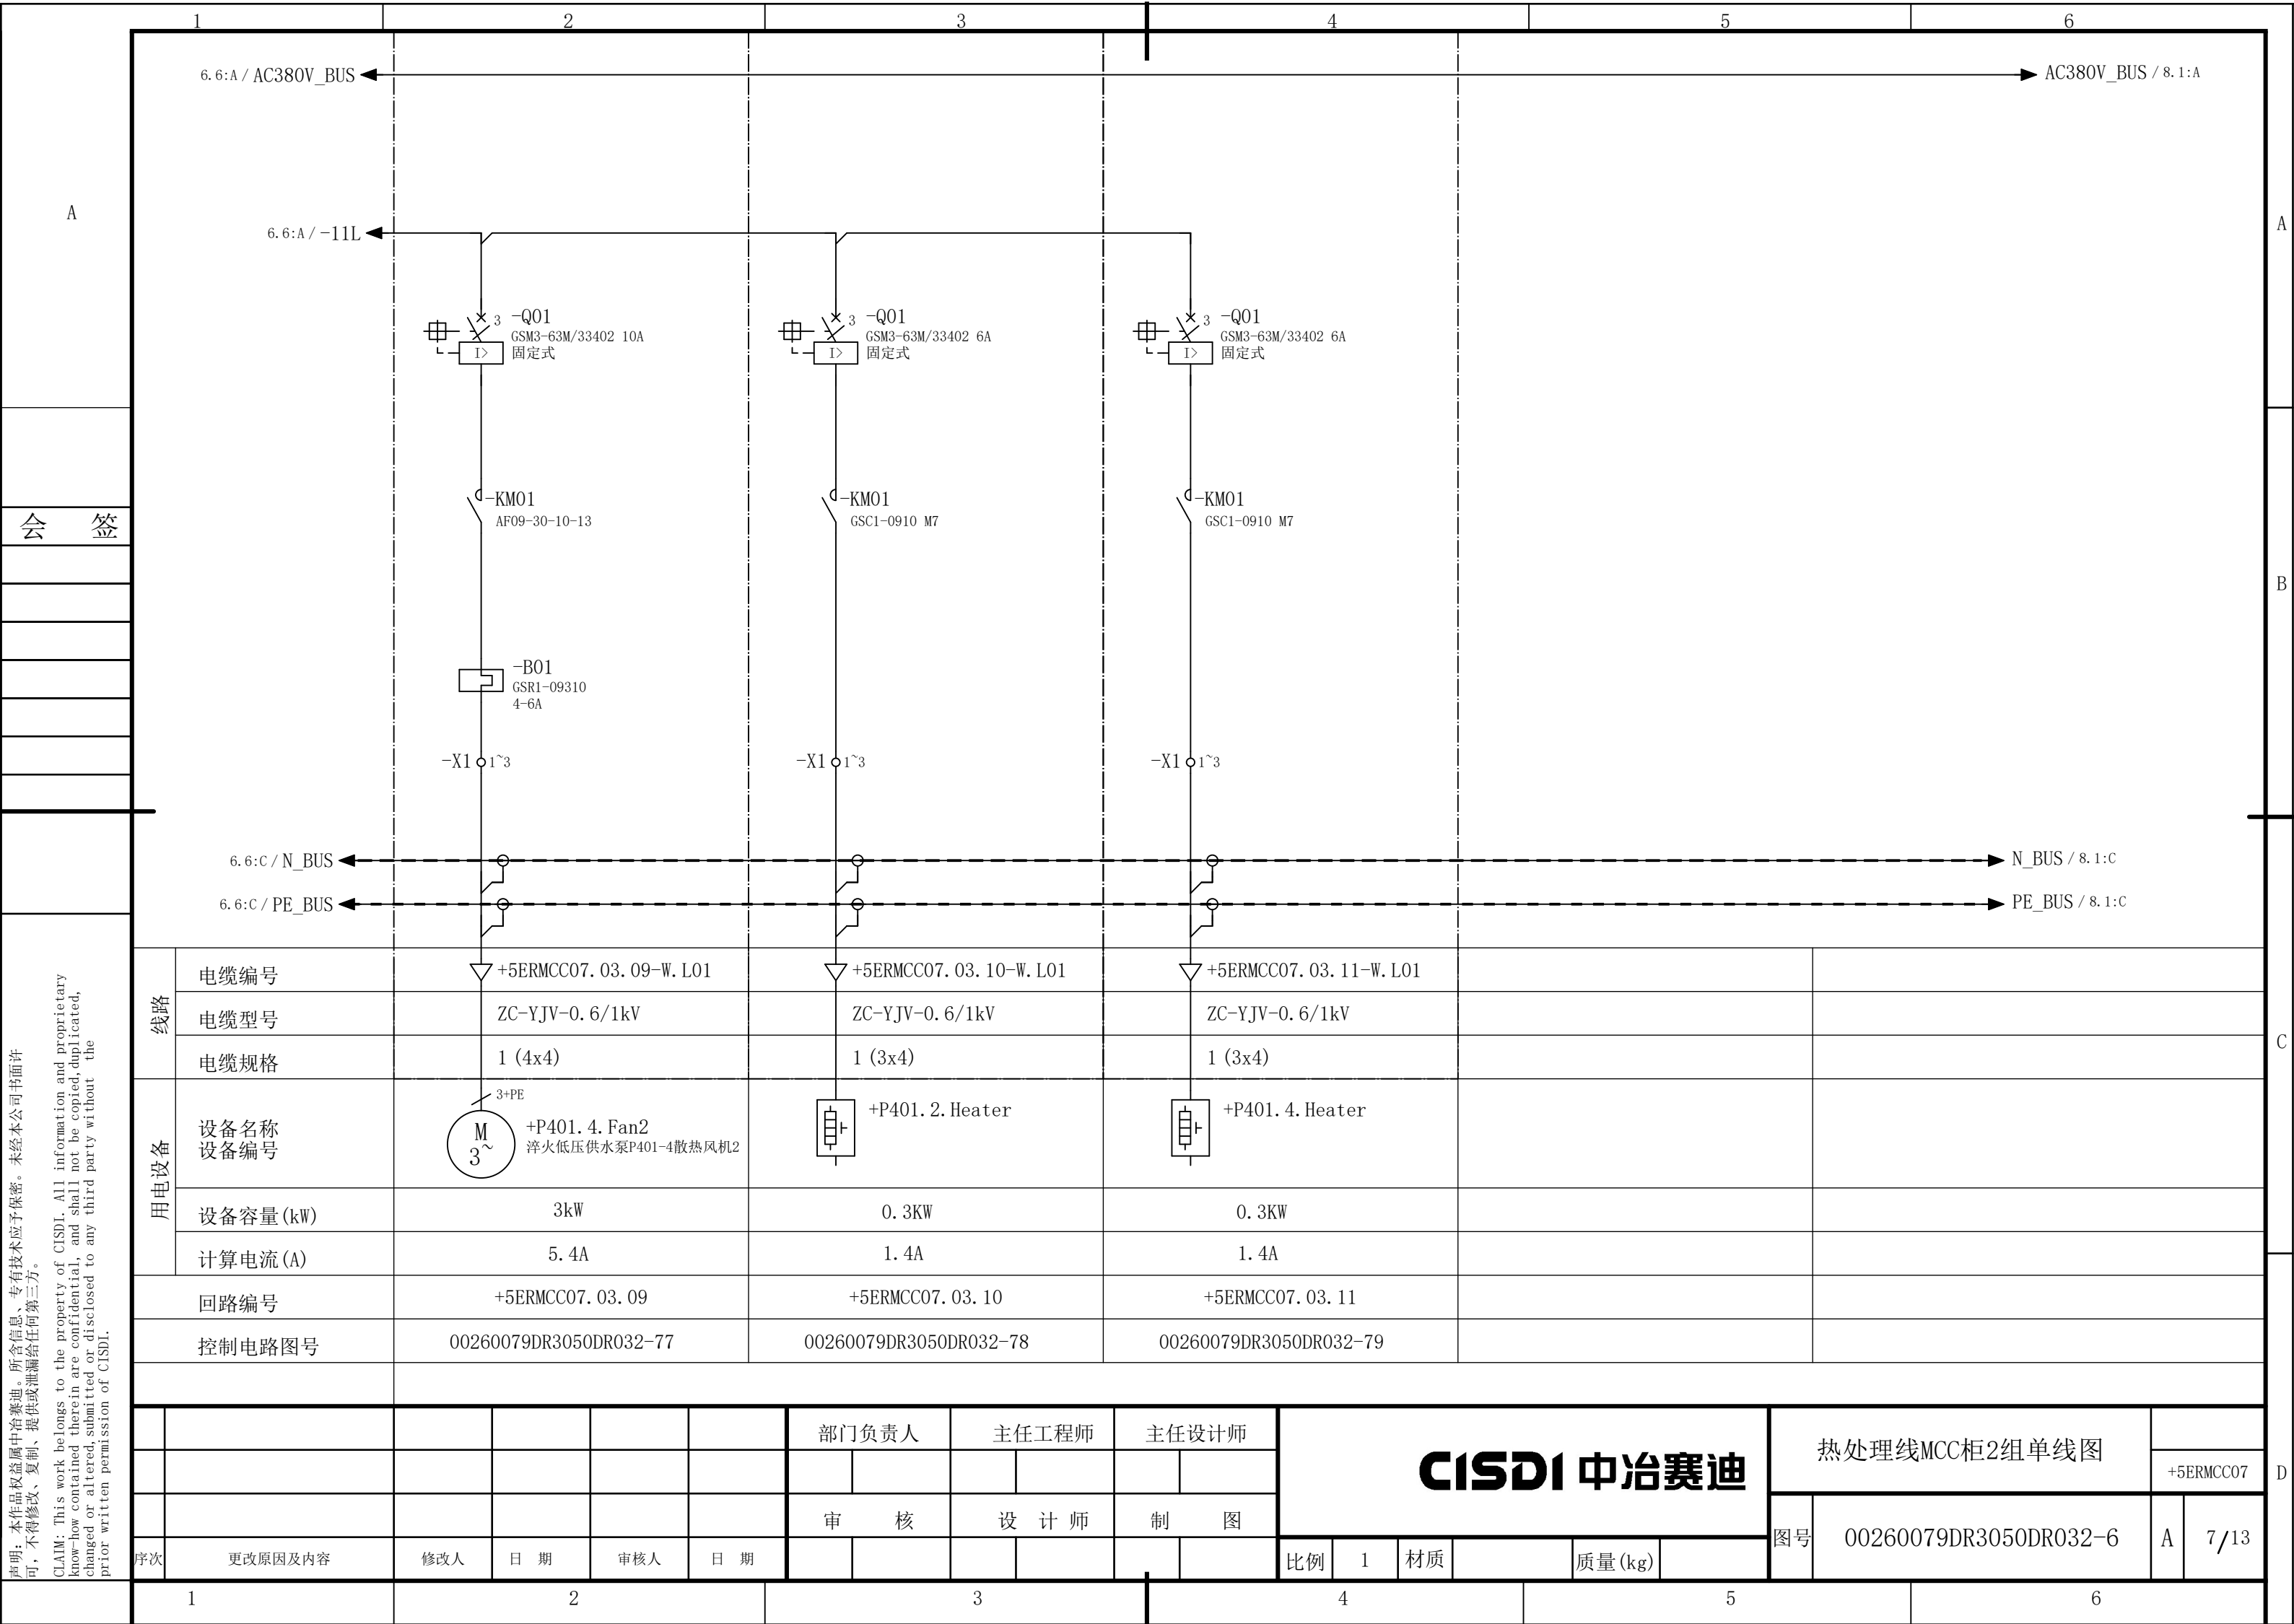 1 2 3 4 5 6
6.6:A / AC380V_BUS
AC380V_BUS / 8.1:A
A
A
6.6:A / -11L
3 -Q01
GSM3-63M/33402 10A
固定式
I>
3 -Q01
GSM3-63M/33402 6A
固定式
I>
3 -Q01
GSM3-63M/33402 6A
固定式
I>
-KM01
AF09-30-10-13
-KM01
GSC1-0910 M7
-KM01
GSC1-0910 M7
会 签
B
-B01
GSR1-09310
4-6A
-X1 1~3
-X1 1~3
-X1 1~3
6.6:C / N_BUS
N_BUS / 8.1:C
6.6:C / PE_BUS
PE_BUS / 8.1:C
线路
电缆编号 +5ERMCC07.03.09-W.L01 +5ERMCC07.03.10-W.L01 +5ERMCC07.03.11-W.L01
电缆型号 ZC-YJV-0.6/1kV ZC-YJV-0.6/1kV ZC-YJV-0.6/1kV
电缆规格 1 (4x4) 1 (3x4) 1 (3x4)
C
用电设备
设备名称
设备编号
3+PE
M
3~
+P401.4.Fan2
淬火低压供水泵P401-4散热风机2
+P401.2.Heater
+P401.4.Heater
设备容量(kW) 3kW 0.3KW 0.3KW
计算电流(A) 5.4A 1.4A 1.4A
回路编号 +5ERMCC07.03.09 +5ERMCC07.03.10 +5ERMCC07.03.11
控制电路图号 00260079DR3050DR032-77 00260079DR3050DR032-78 00260079DR3050DR032-79
声明: 本作品权益属中冶赛迪。所含信息、专有技术应予保密。未经本公司书面许
可, 不得修改、复制、提供或泄漏给任何第三方。
CLAIM: This work belongs to the property of CISDI. All information and proprietary
know-how contained therein are confidential, and shall not be copied,duplicated,
changed or altered,submitted or disclosed to any third party without the
prior written permission of CISDI.
部门负责人 主任工程师 主任设计师
审 核 设 计 师 制 图
序次 更改原因及内容 修改人 日 期 审核人 日 期
CISDI 中冶赛迪
比例 1 材质 质量(kg)
热处理线MCC柜2组单线图
+5ERMCC07
图号 00260079DR3050DR032-6 A 7/13
D
1 2 3 4 5 6